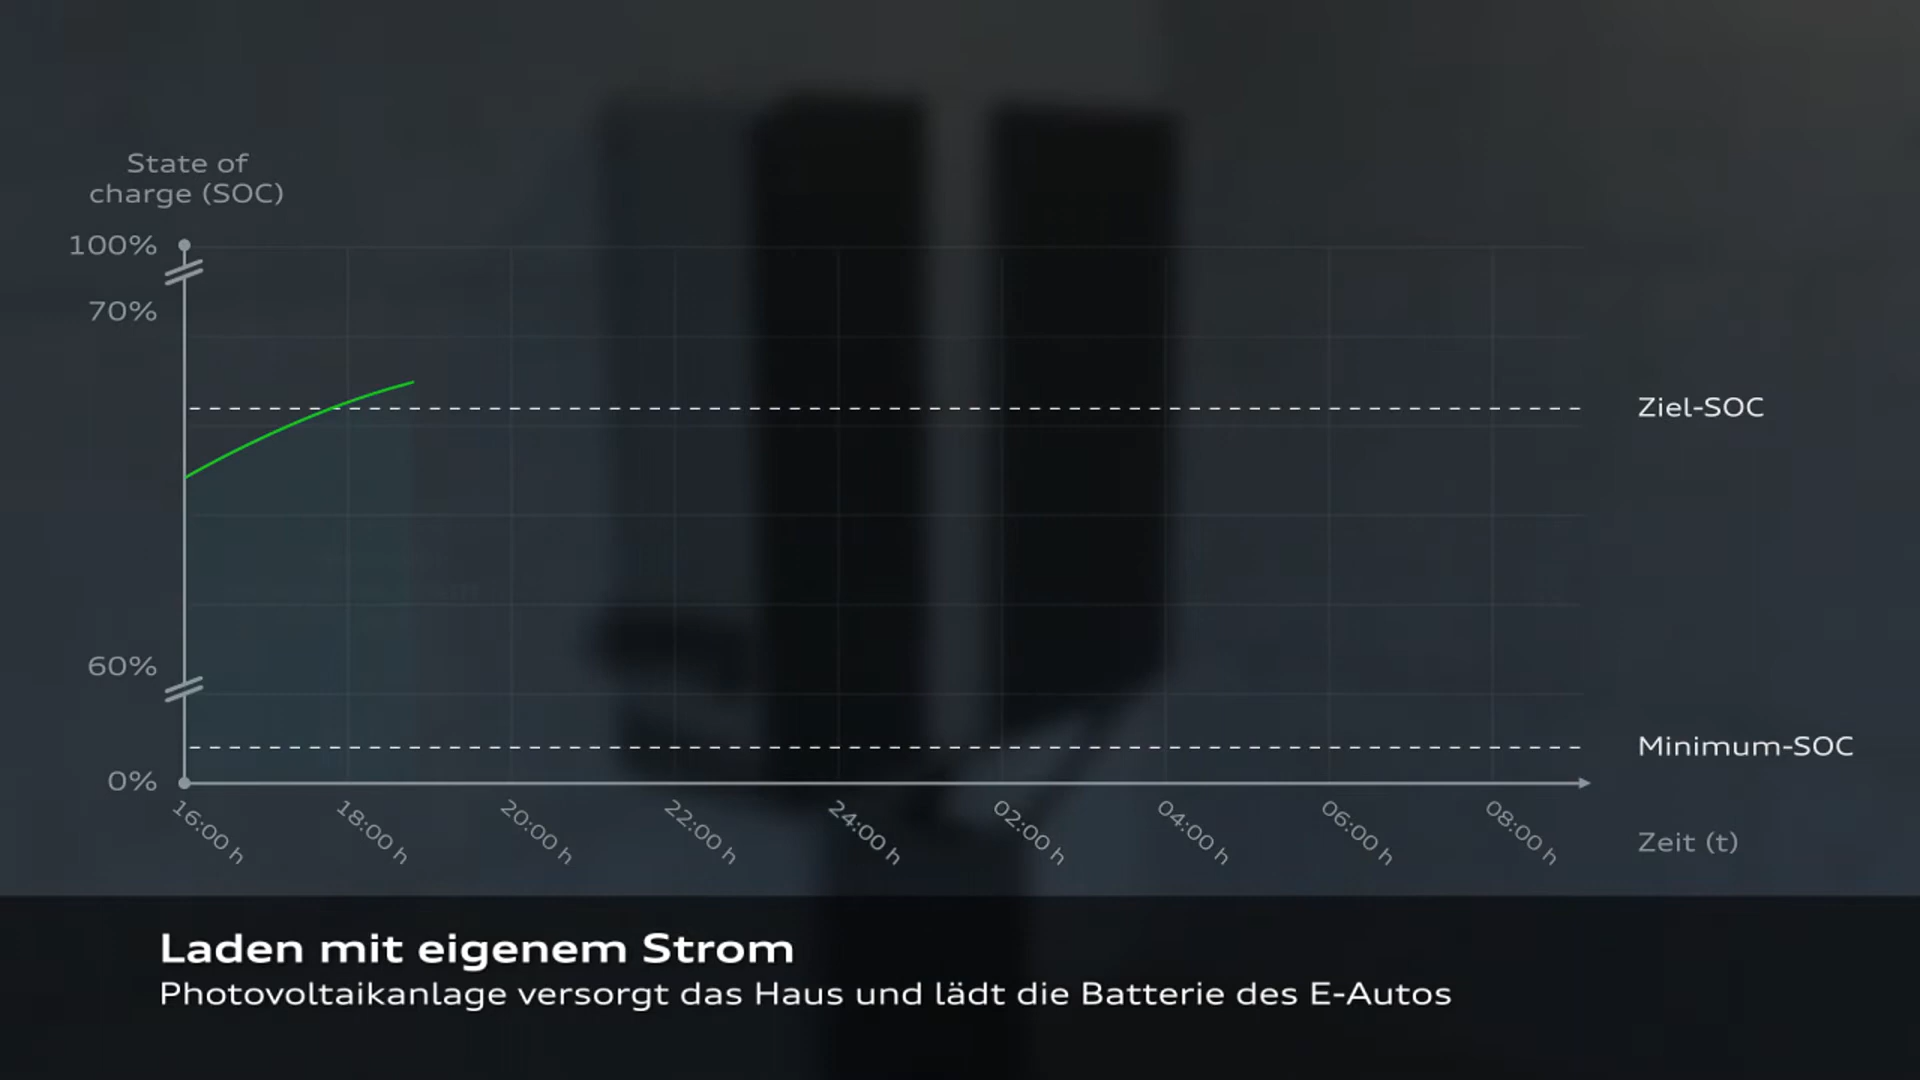 State of
charge (SOC)
100%
70%
Ziel-SOC
60%
Minimum-SOC
0%
16:00 h
18:00 h
20:00 h
22:00 h
24:00 h
02:00 h
04:00 h
06:00 h
08:00 h
Zeit (t)
Laden mit eigenem Strom
Photovoltaikanlage versorgt das Haus und lädt die Batterie des E-Autos